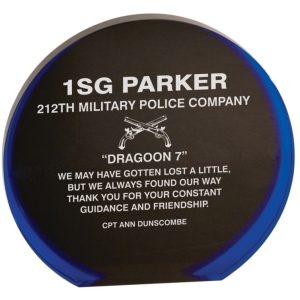 1SG PARKER
212TH MILITARY POLICE COMPANY
"DRAGOON 7"
WE MAY HAVE GOTTEN LOST A LITTLE,
BUT WE ALWAYS FOUND OUR WAY
THANK YOU FOR YOUR CONSTANT
GUIDANCE AND FRIENDSHIP.
CPT ANN DUNSCOMBE